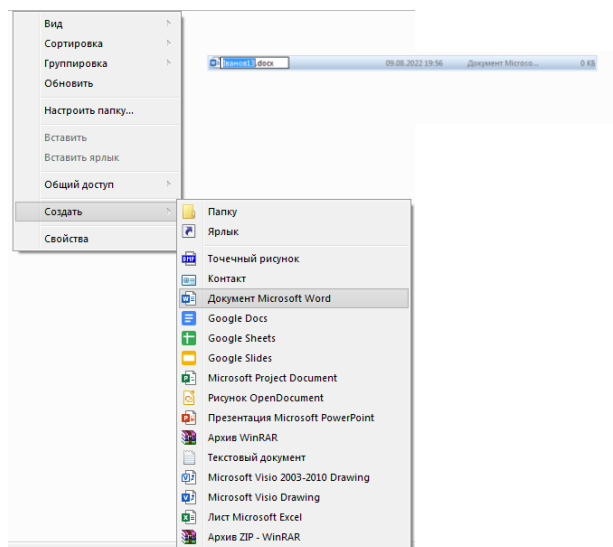 Вид
Сортировка
Группировка
Обновить
Настроить папку...
Вставить
Вставить ярлык
Общий доступ
Создать
Свойства
Іванов11.docx 09.08.2022 19:56 Документ Microso... 0 КБ
Папку
Ярлык
Точечный рисунок
Контакт
Документ Microsoft Word
Google Docs
Google Sheets
Google Slides
Microsoft Project Document
Рисунок OpenDocument
Презентация Microsoft PowerPoint
Архив WinRAR
Текстовый документ
Microsoft Visio 2003-2010 Drawing
Microsoft Visio Drawing
Лист Microsoft Excel
Архив ZIP - WinRAR